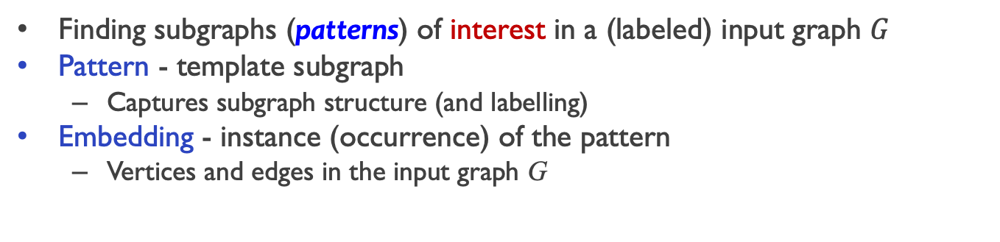 • Finding subgraphs (patterns) of interest in a (labeled) input graph G
• Pattern - template subgraph
– Captures subgraph structure (and labelling)
• Embedding - instance (occurrence) of the pattern
– Vertices and edges in the input graph G